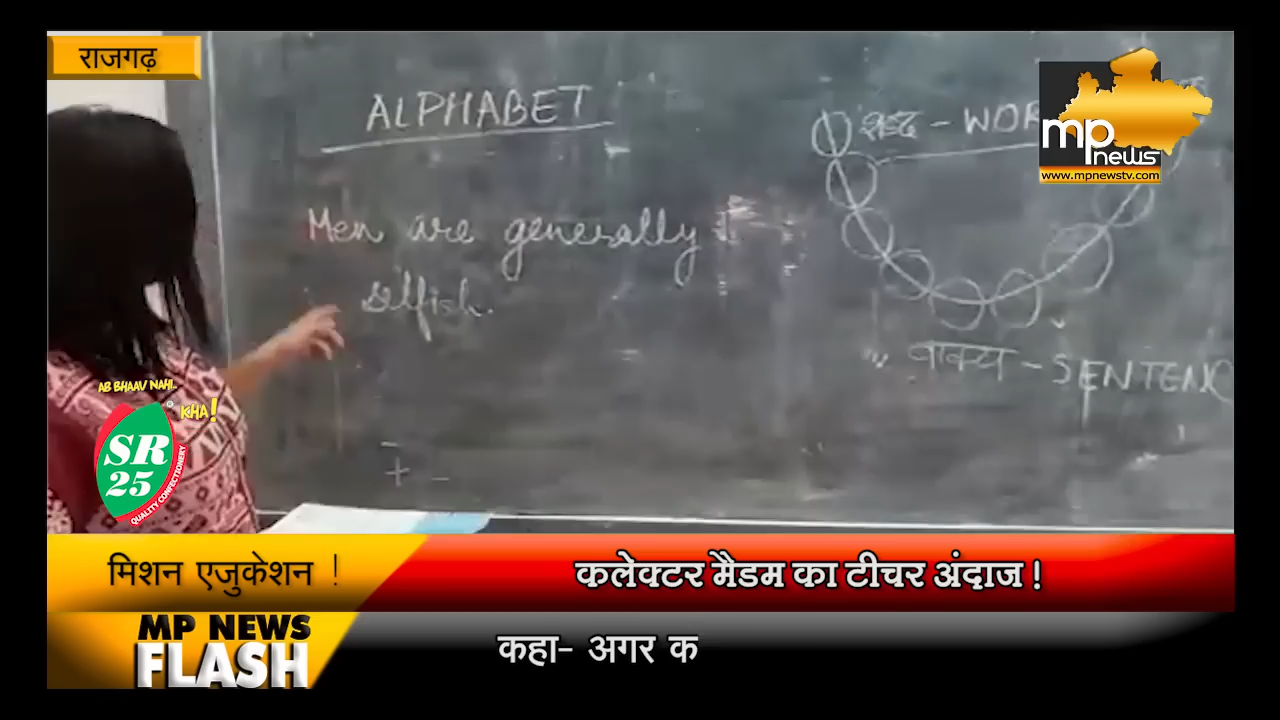 राजगढ़
ALPHABET
शब्द - WOR
mp
news
www.mpnewstv.com
Men are generally
selfish.
वाक्य - SENTENC
+ -
AB BHAAV NAHI..
KHA!
SR
25
QUALITY CONFECTIONERY
मिशन एजुकेशन !
कलेक्टर मैडम का टीचर अंदाज !
MP NEWS
FLASH
कहा- अगर क